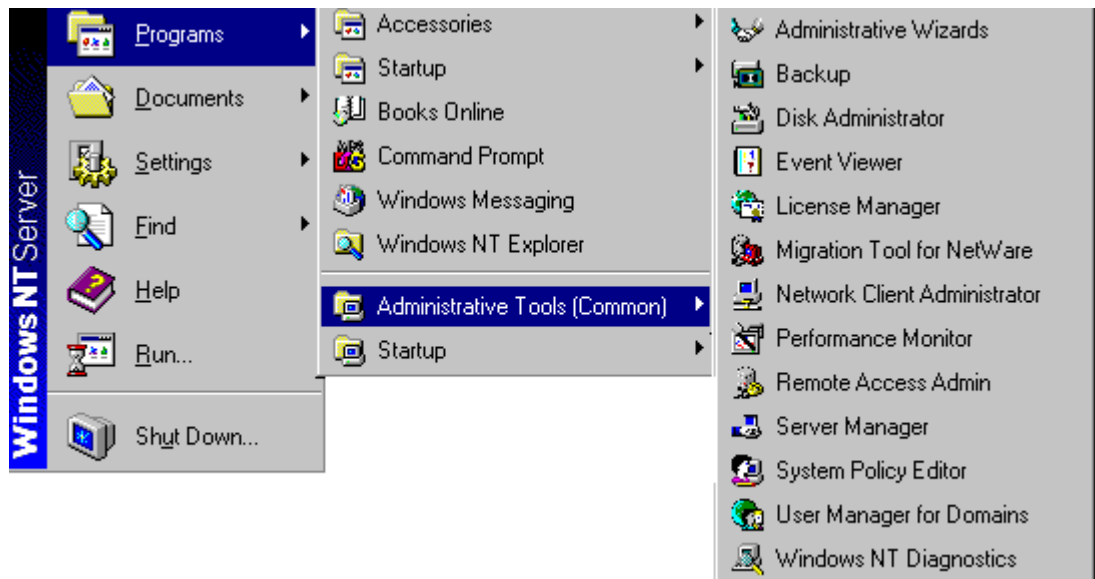 Windows NT Server
Programs
Documents
Settings
Find
Help
Run...
Shut Down...
Accessories
Startup
Books Online
Command Prompt
Windows Messaging
Windows NT Explorer
Administrative Tools (Common)
Startup
Administrative Wizards
Backup
Disk Administrator
Event Viewer
License Manager
Migration Tool for NetWare
Network Client Administrator
Performance Monitor
Remote Access Admin
Server Manager
System Policy Editor
User Manager for Domains
Windows NT Diagnostics